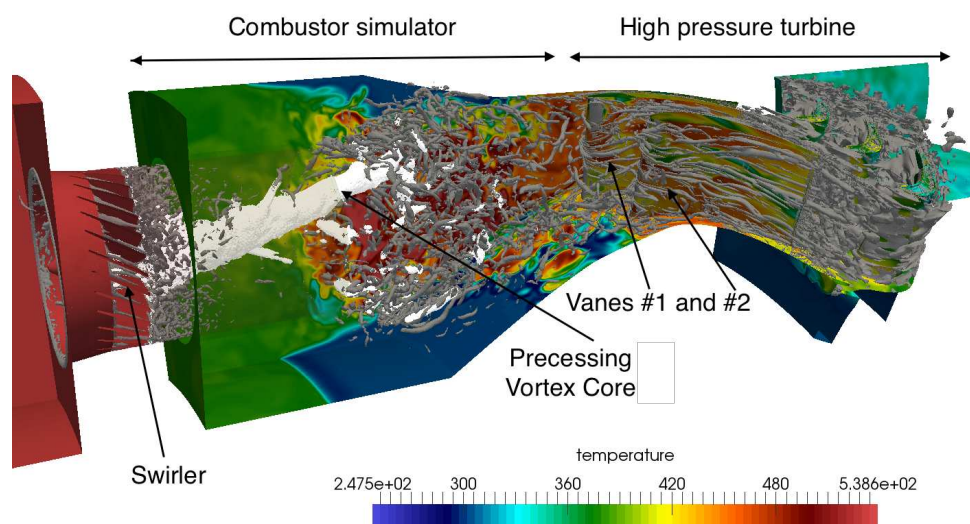 Combustor simulator
High pressure turbine
Vanes #1 and #2
Precessing
Vortex Core
Swirler
temperature
2.475e+02
300
360
420
480
5.386e+02